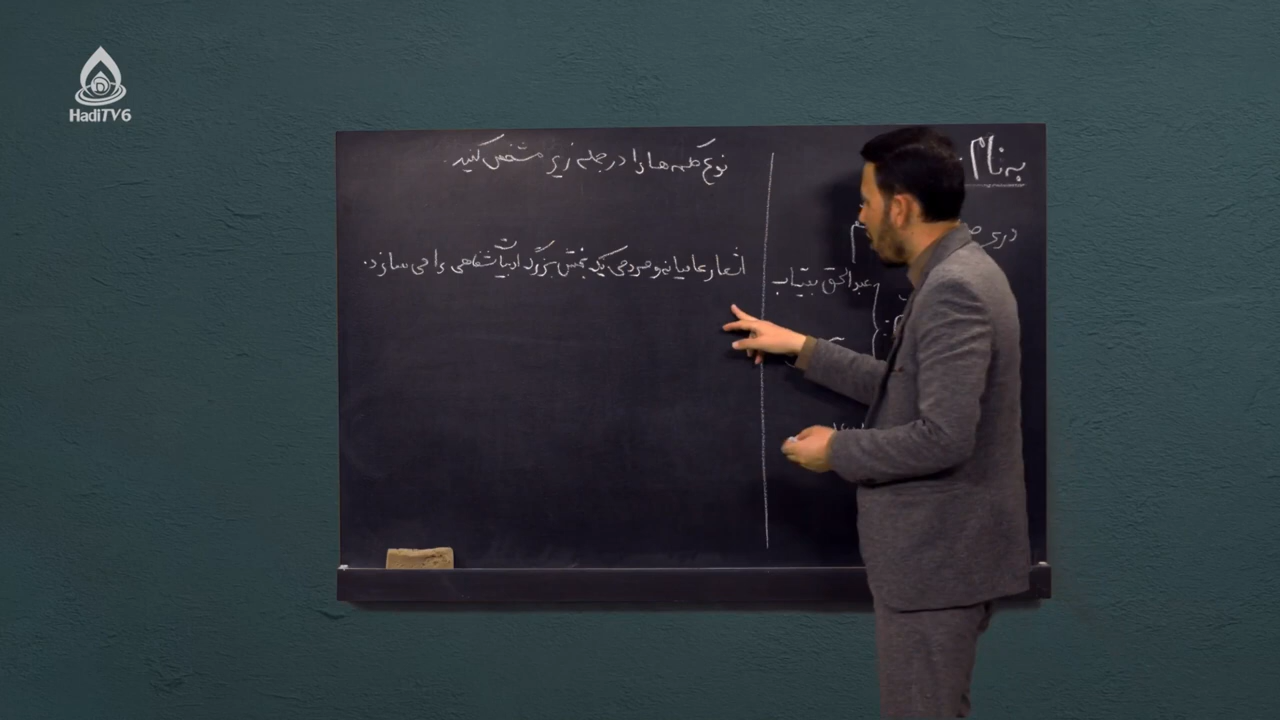 HadiTV6
به نام
دری
عبدالحق بیتاب
نوع کلمه ها را در جمله زیر مشخص کنید.
اشعار عامیانه و مردمی یک بخش بزرگ ادبیات شفاهی را می سازد.